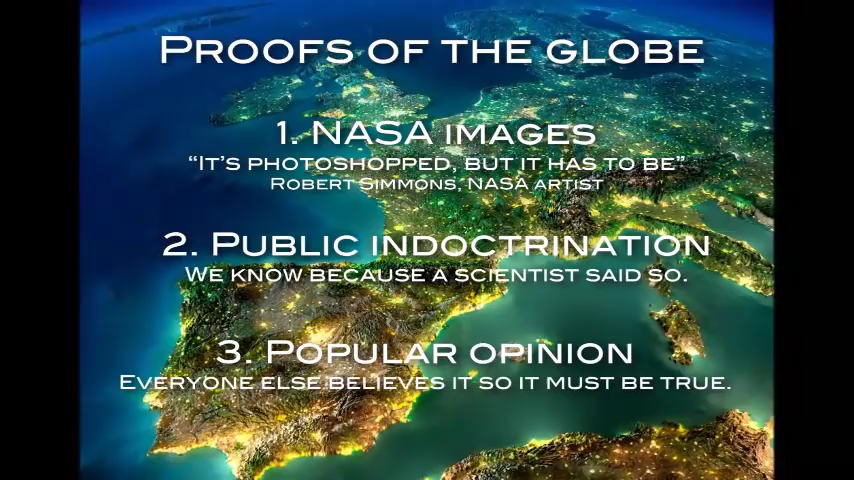 Proofs of the globe
1. NASA images
"It's photoshopped, but it has to be"
Robert Simmons, NASA artist
2. Public indoctrination
We know because a scientist said so.
3. Popular opinion
Everyone else believes it so it must be true.